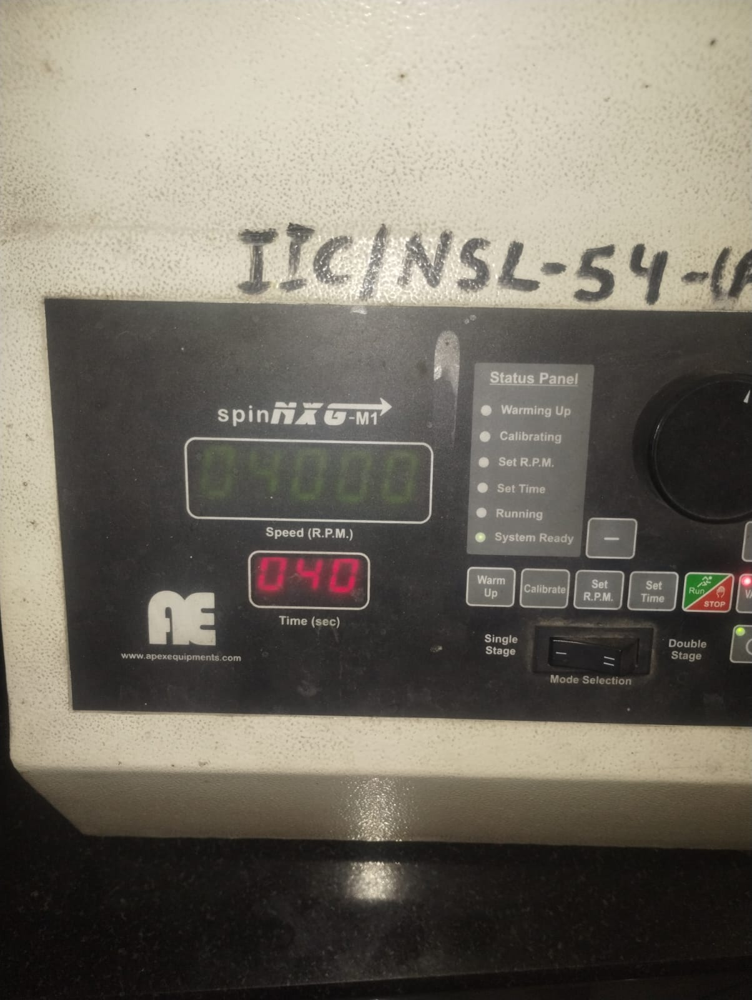 IIC/NSL-54-(A
spinNXG-M1
04000
Speed (R.P.M.)
040
Time (sec)
AE
www.apexequipments.com
Status Panel
Warming Up
Calibrating
Set R.P.M.
Set Time
Running
System Ready
−
Warm Up
Calibrate
Set R.P.M.
Set Time
Run
STOP
Single Stage
Double Stage
Mode Selection